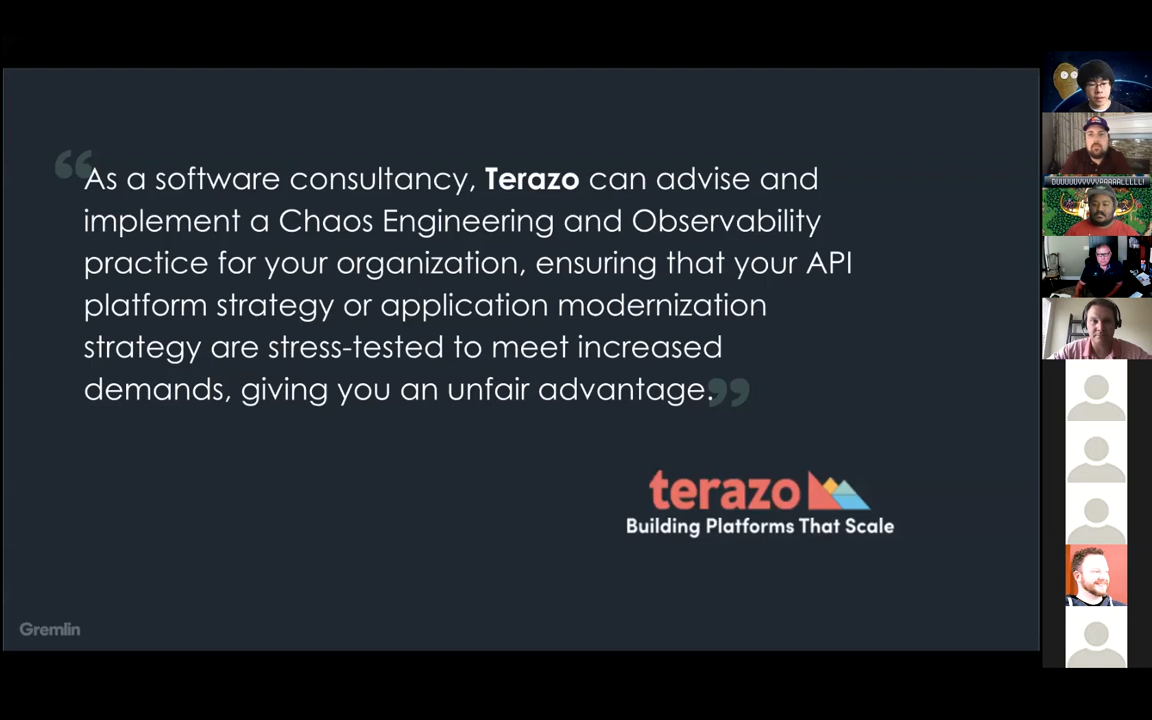 “As a software consultancy, Terazo can advise and
implement a Chaos Engineering and Observability
practice for your organization, ensuring that your API
platform strategy or application modernization
strategy are stress-tested to meet increased
demands, giving you an unfair advantage.”
terazo
Building Platforms That Scale
Gremlin